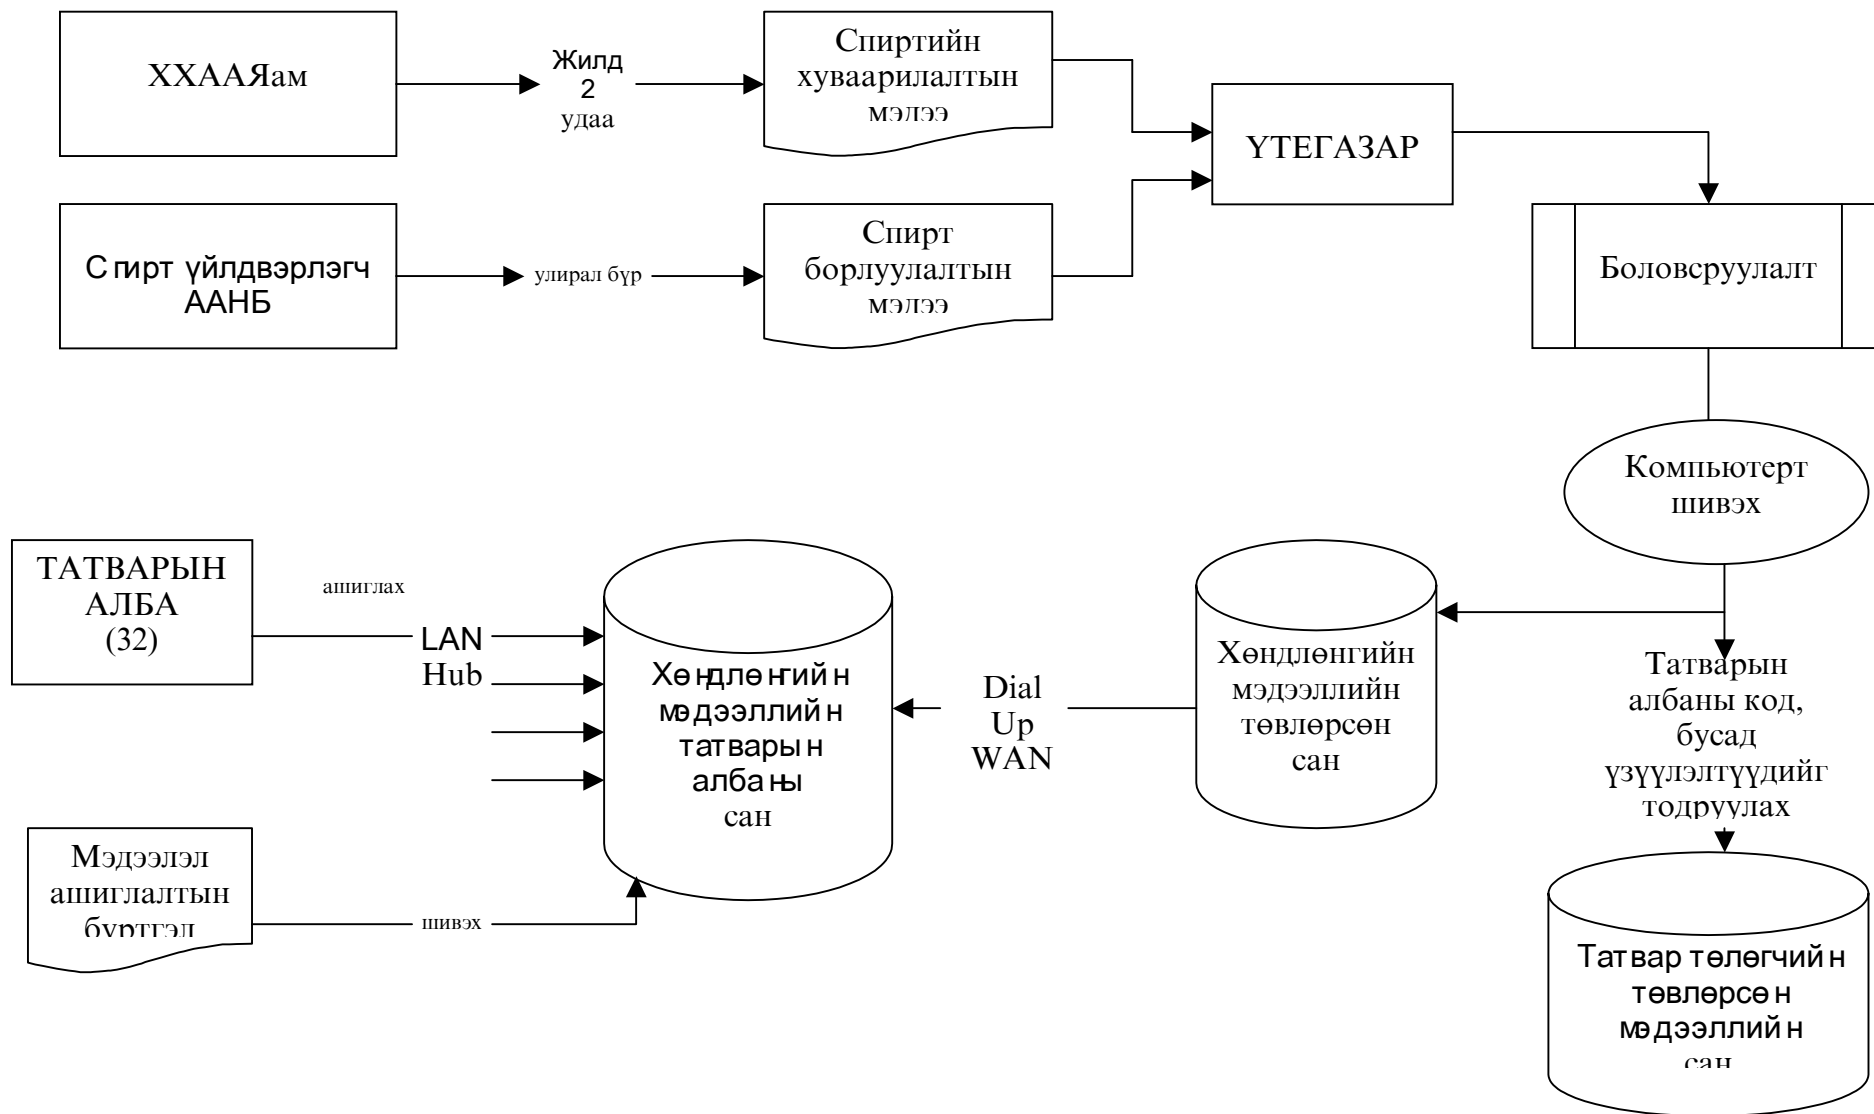 ХХААЯам
Жилд
2
удаа
Спиртийн
хуваарилалтын
мэдээ
ҮТЕГАЗАР
Спирт үйлдвэрлэгч
ААНБ
улирал бүр
Спирт
борлуулалтын
мэдээ
Боловсруулалт
Компьютерт
шивэх
ТАТВАРЫН
АЛБА
(32)
ашиглах
LAN
Hub
Хөндлөнгийн
мэдээллийн
татварын
албаны
сан
Dial
Up
WAN
Хөндлөнгийн
мэдээллийн
төвлөрсөн
сан
Татварын
албаны код,
бусад
үзүүлэлтүүдийг
тодруулах
Мэдээлэл
ашиглалтын
бүртгэл
шивэх
Татвар төлөгчийн
төвлөрсөн
мэдээллийн
сан